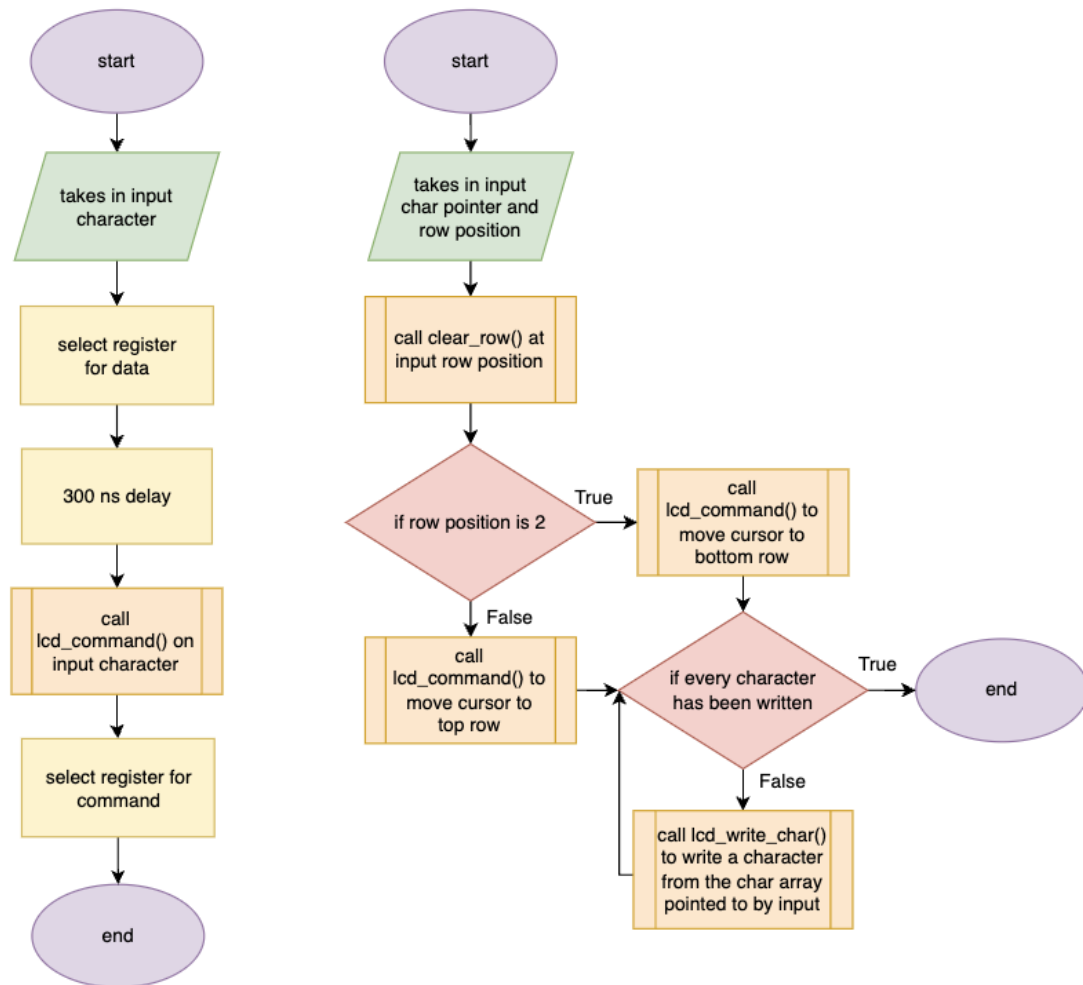 start
takes in input
character
select register
for data
300 ns delay
call
lcd_command() on
input character
select register for
command
end
start
takes in input
char pointer and
row position
call clear_row() at
input row position
if row position is 2
True
call
lcd_command() to
move cursor to
bottom row
False
call
lcd_command() to
move cursor to
top row
if every character
has been written
True
end
False
call lcd_write_char()
to write a character
from the char array
pointed to by input